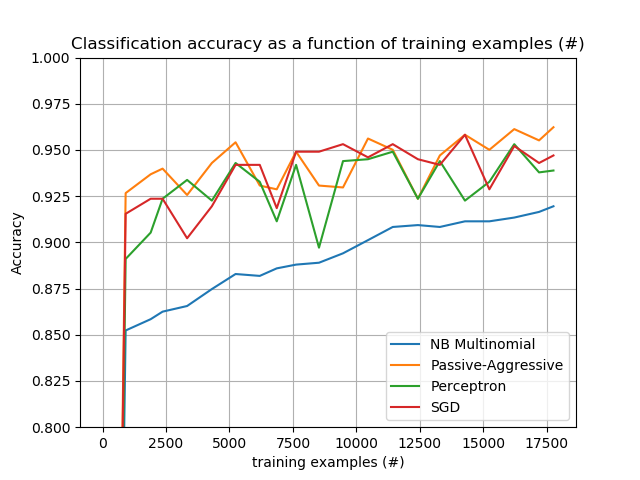 Classification accuracy as a function of training examples (#)
1.000
0.975
0.950
0.925
0.900
0.875
0.850
0.825
0.800
Accuracy
NB Multinomial
Passive-Aggressive
Perceptron
SGD
0 2500 5000 7500 10000 12500 15000 17500
training examples (#)